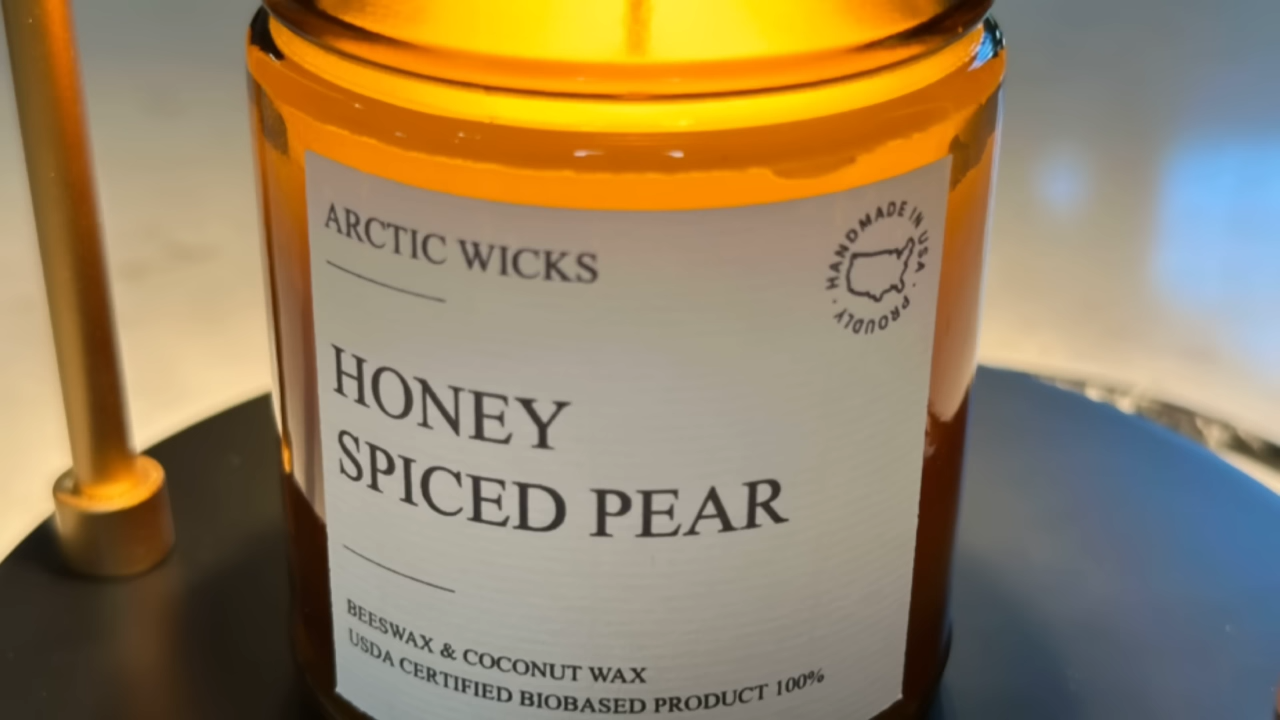 ARCTIC WICKS
HANDMADE IN USA · PROUDLY ·
HONEY
SPICED PEAR
BEESWAX & COCONUT WAX
USDA CERTIFIED BIOBASED PRODUCT 100%